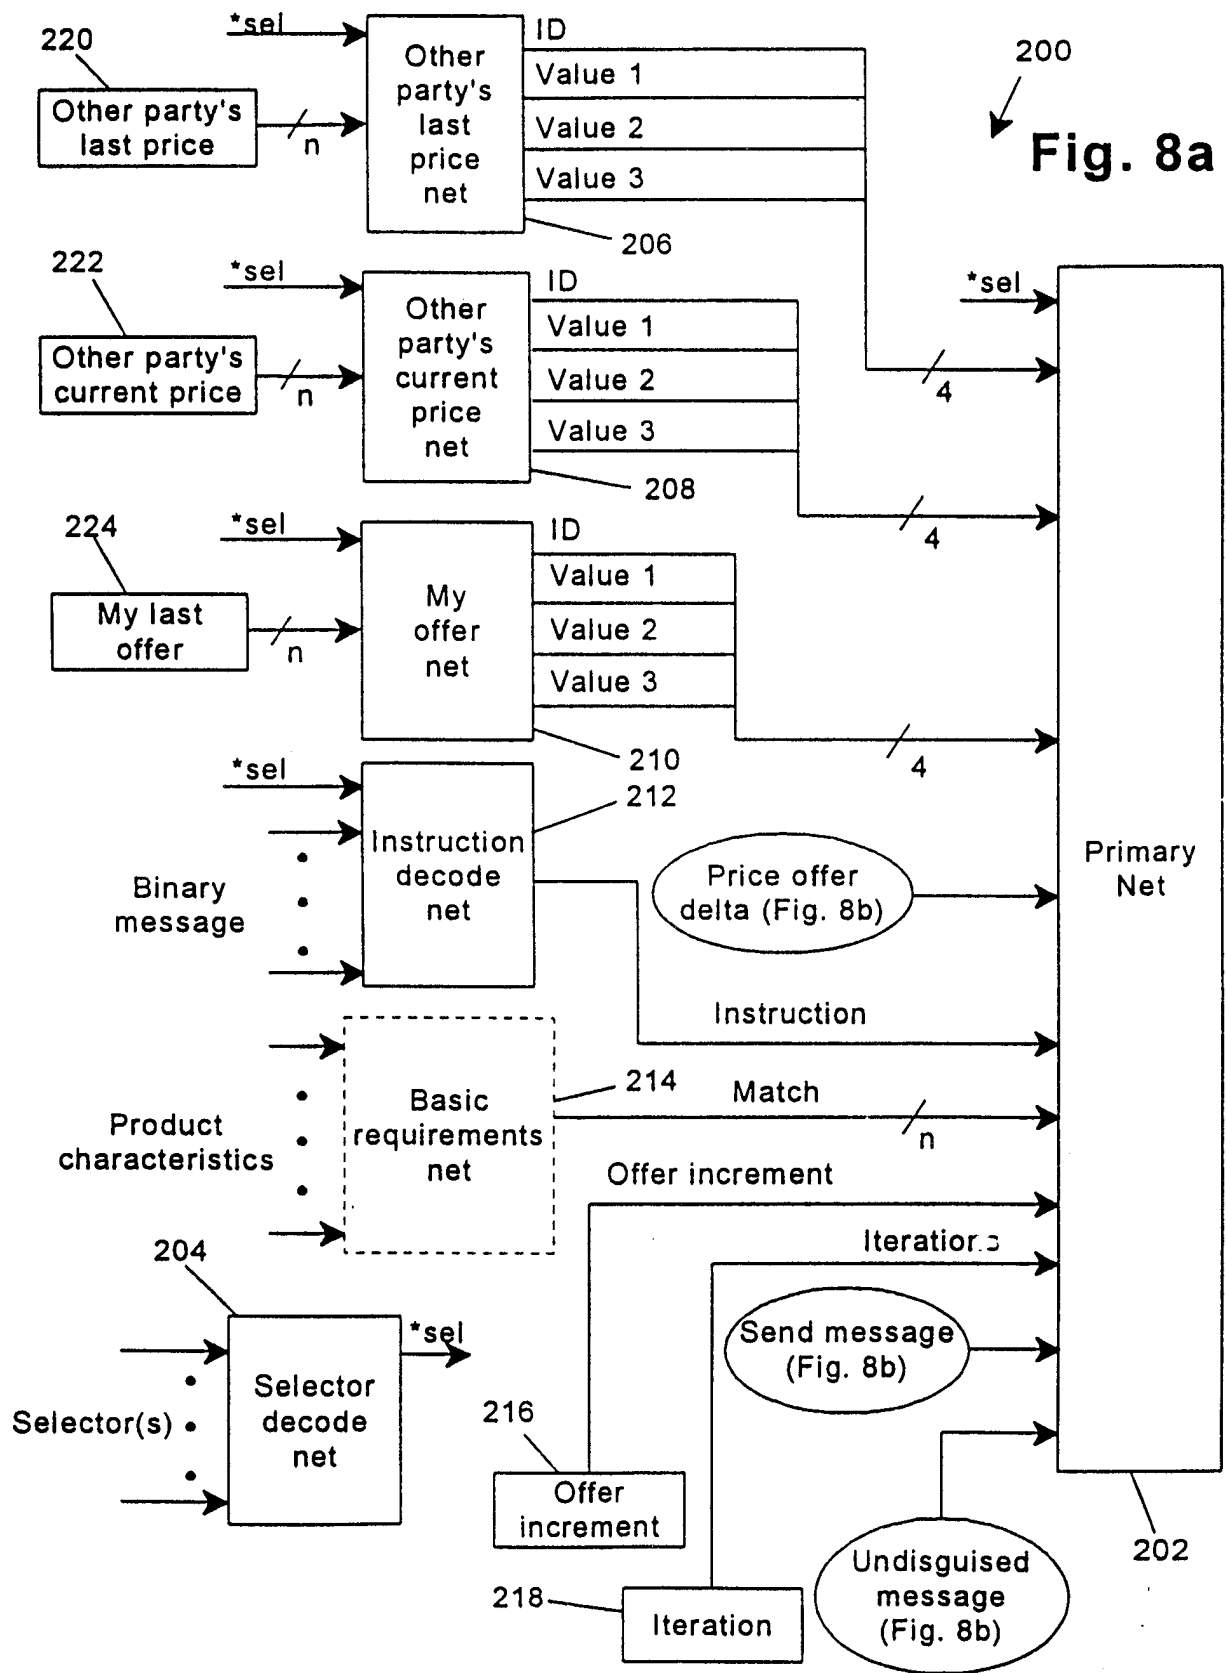 *sel
ID
220
Other
200
Value 1
Other party's
party's
last price
n
last
Value 2
Fig. 8a
price
Value 3
net
206
222
*sel
ID
*sel
Other
Value 1
Other party's
party's
current price
n
current
Value 2
4
price
Value 3
net
208
224
*sel
ID
4
My last
offer
n
My
offer
net
Value 1
Value 2
Value 3
210
4
*sel
212
Binary
message
Instruction
decode
net
Price offer
delta (Fig. 8b)
Primary
Net
Instruction
214
Match
n
Product
characteristics
Basic
requirements
net
Offer increment
204
*sel
Selector(s)
Selector
decode
net
Send message
(Fig. 8b)
216
Offer
increment
202
218
Iteration
Undisguised
message
(Fig. 8b)